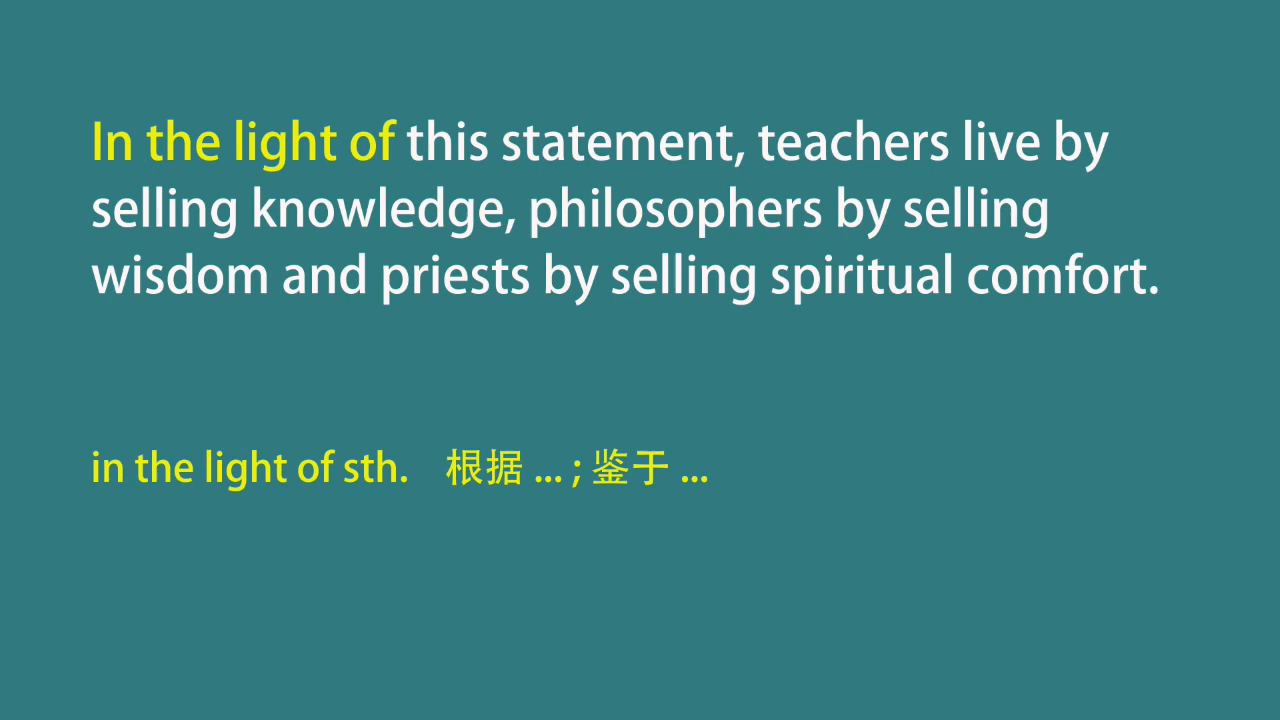 In the light of this statement, teachers live by
selling knowledge, philosophers by selling
wisdom and priests by selling spiritual comfort.
in the light of sth. 根据 ... ; 鉴于 ...